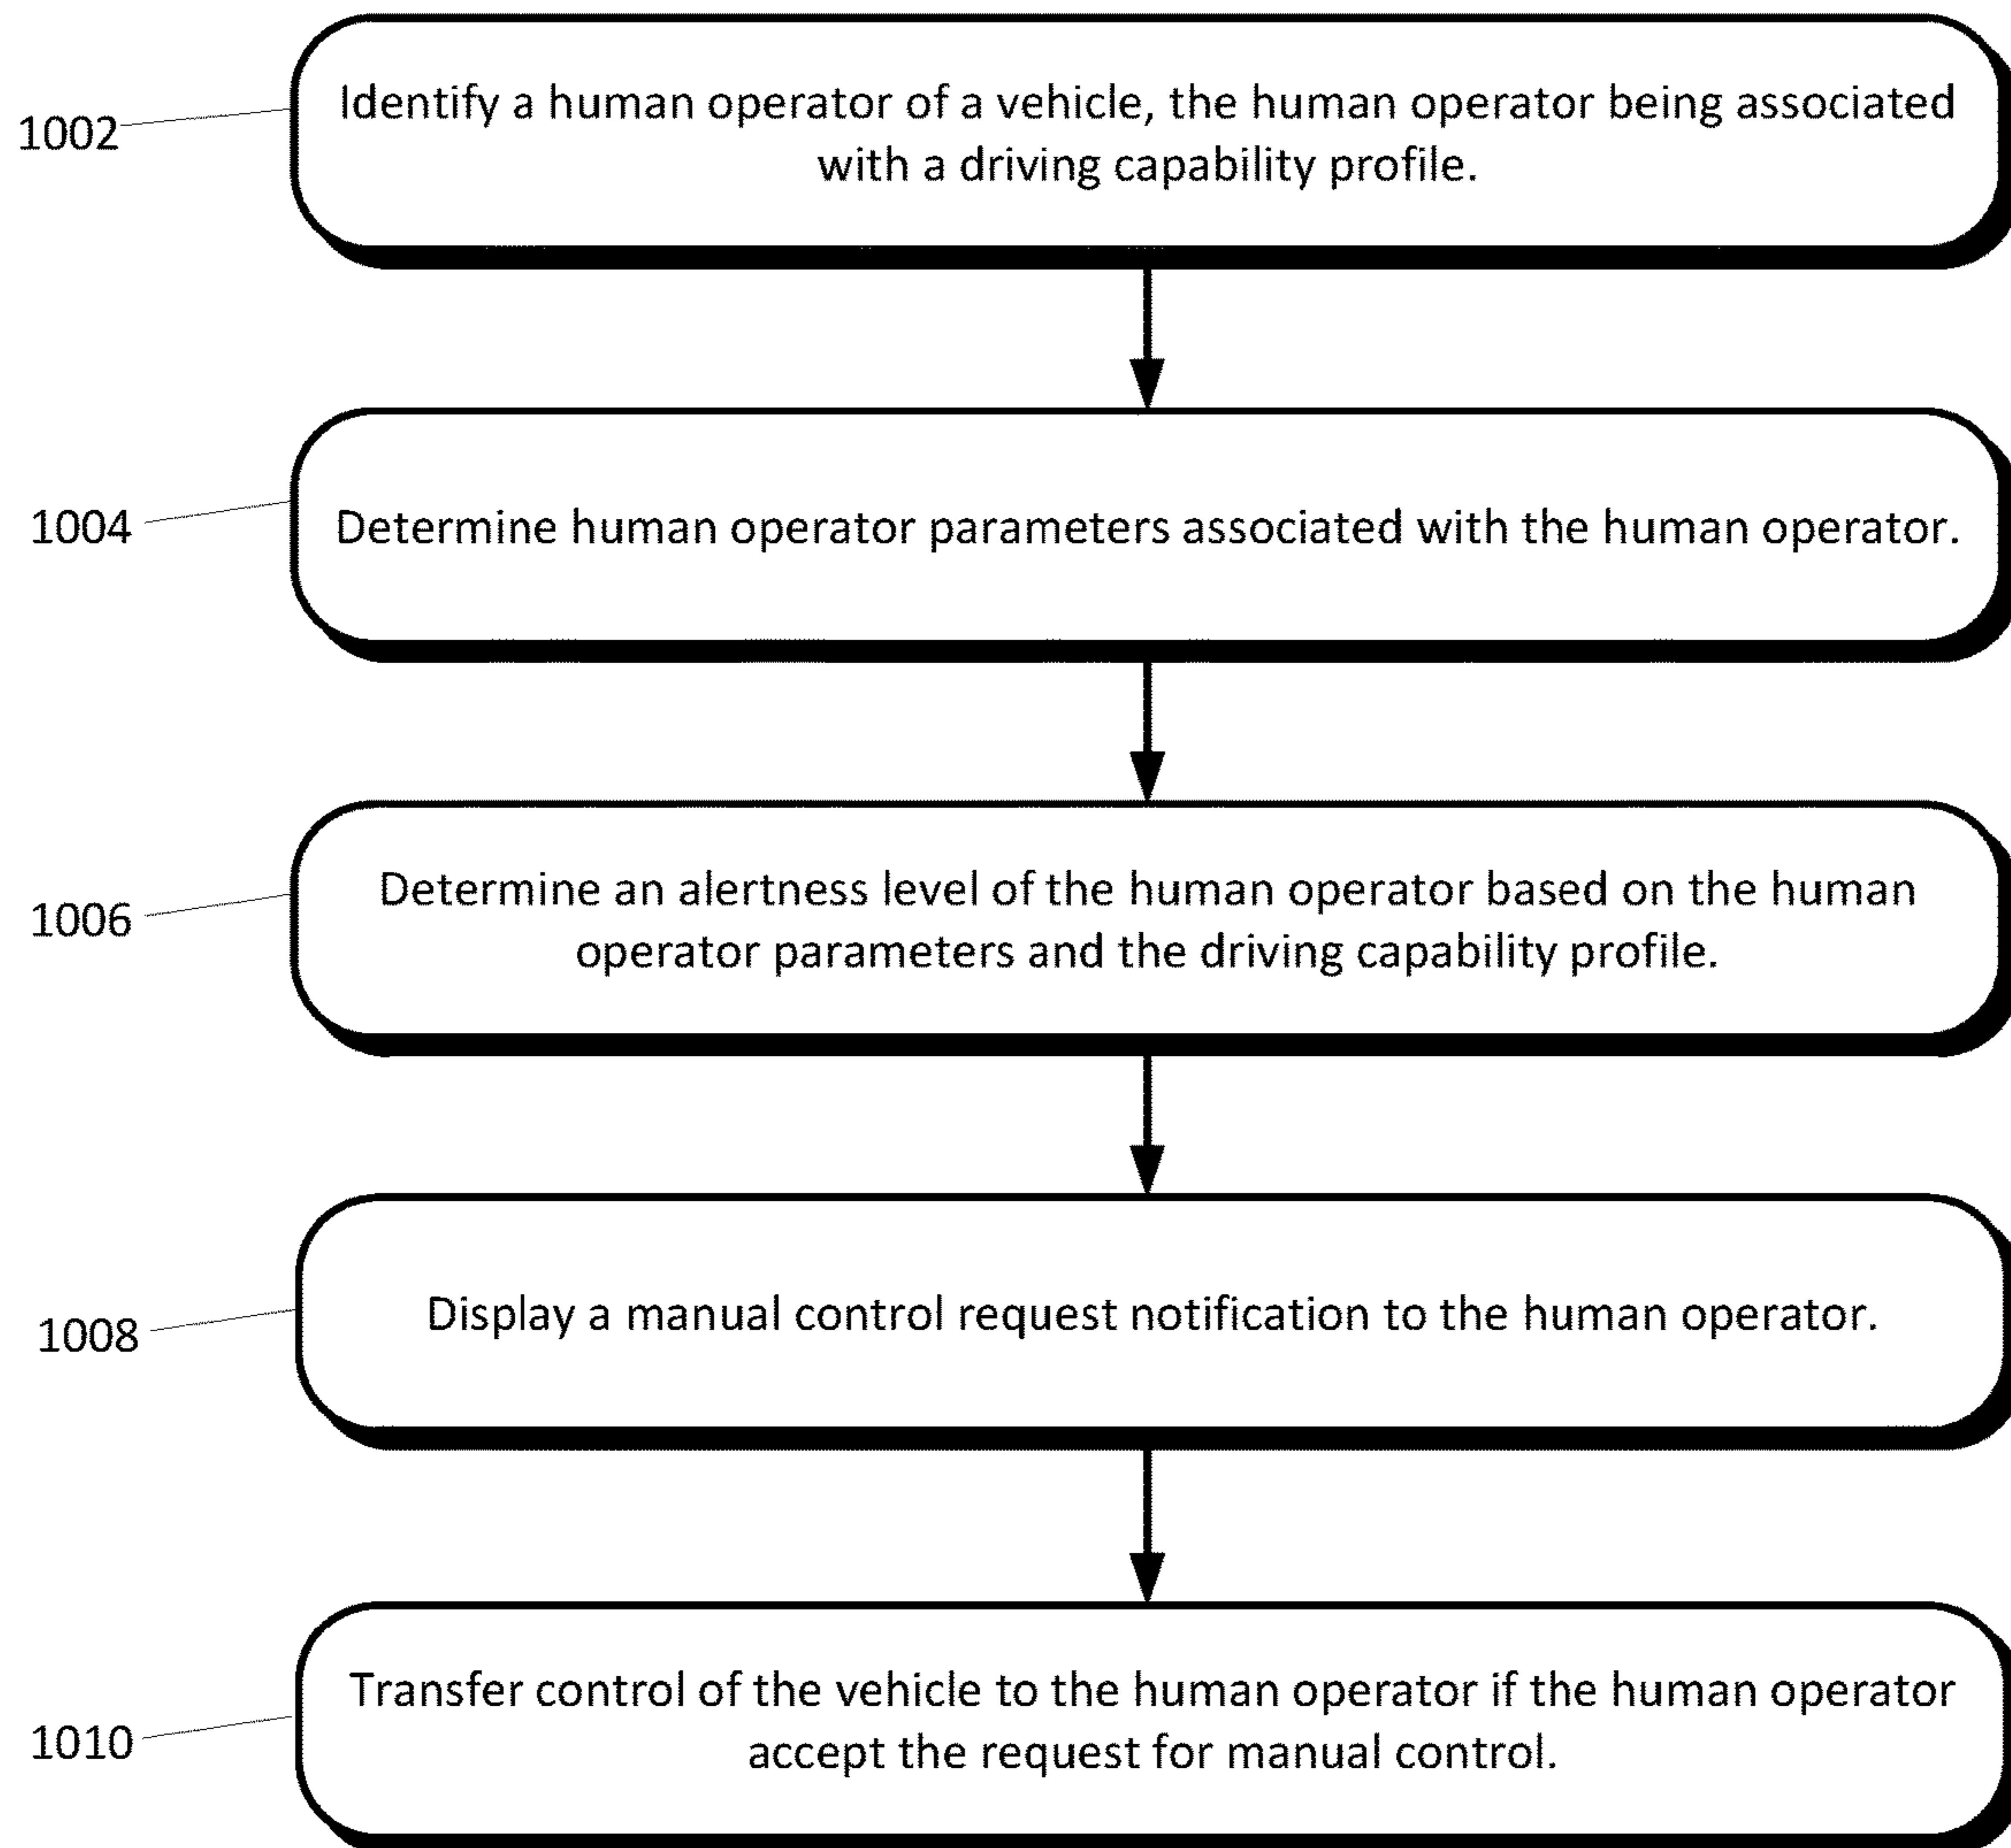 1002
Identify a human operator of a vehicle, the human operator being associated
with a driving capability profile.
1004
Determine human operator parameters associated with the human operator.
1006
Determine an alertness level of the human operator based on the human
operator parameters and the driving capability profile.
1008
Display a manual control request notification to the human operator.
1010
Transfer control of the vehicle to the human operator if the human operator
accept the request for manual control.